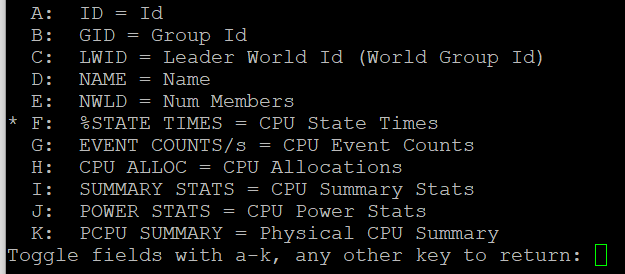 A: ID = Id
B: GID = Group Id
C: LWID = Leader World Id (World Group Id)
D: NAME = Name
E: NWLD = Num Members
* F: %STATE TIMES = CPU State Times
G: EVENT COUNTS/s = CPU Event Counts
H: CPU ALLOC = CPU Allocations
I: SUMMARY STATS = CPU Summary Stats
J: POWER STATS = CPU Power Stats
K: PCPU SUMMARY = Physical CPU Summary
Toggle fields with a-k, any other key to return: